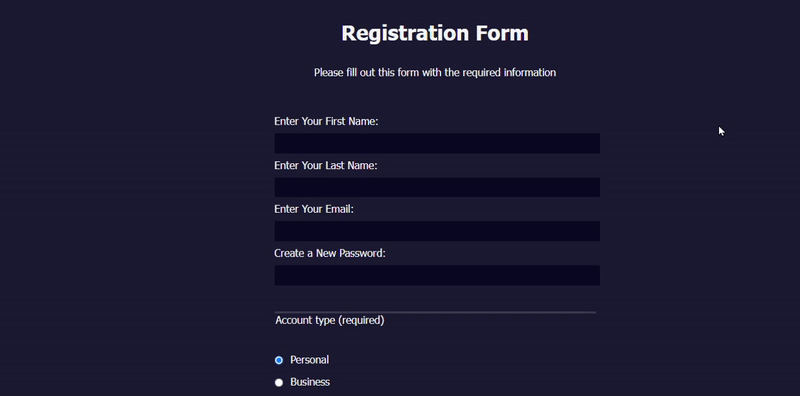 Registration Form
Please fill out this form with the required information
Enter Your First Name:
Enter Your Last Name:
Enter Your Email:
Create a New Password:
Account type (required)
Personal
Business